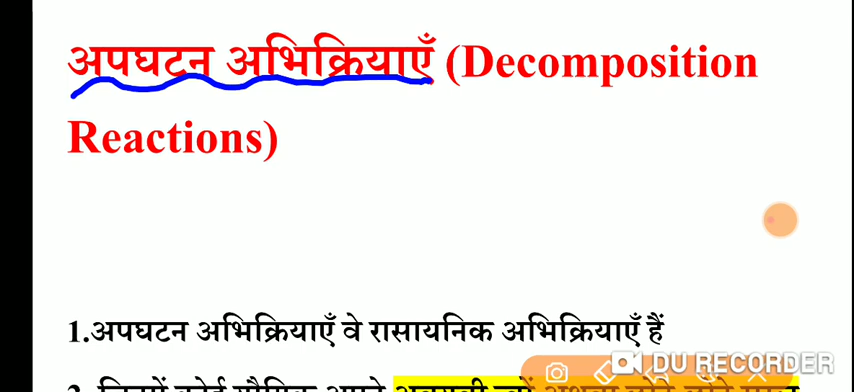 अपघटन अभिक्रियाएँ (Decomposition
Reactions)
DU RECORDER
1.अपघटन अभिक्रियाएँ वे रासायनिक अभिक्रियाएँ हैं